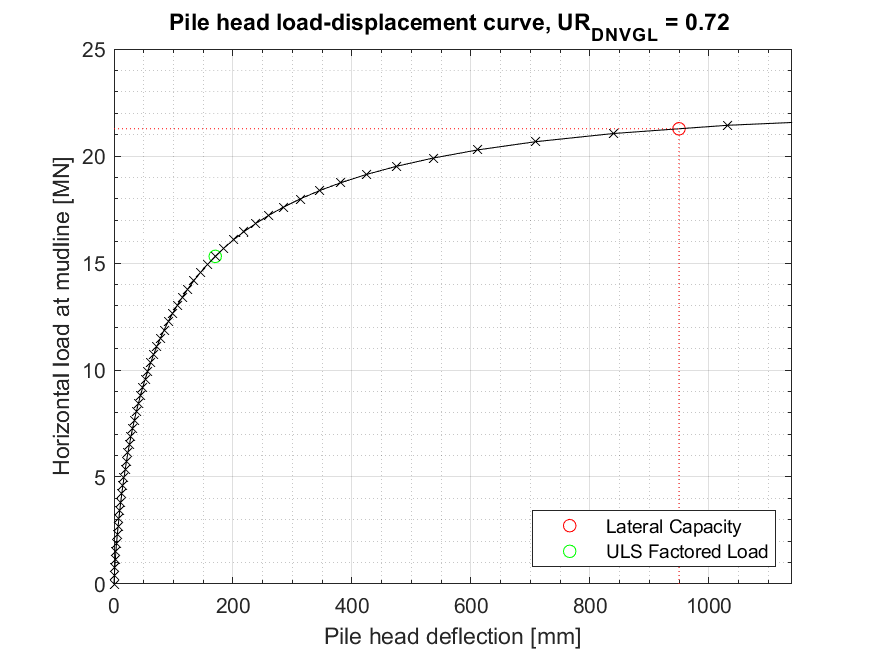 Pile head load-displacement curve, UR_DNVGL = 0.72
Horizontal load at mudline [MN]
25
20
15
10
5
0
0 200 400 600 800 1000
Pile head deflection [mm]
Lateral Capacity
ULS Factored Load